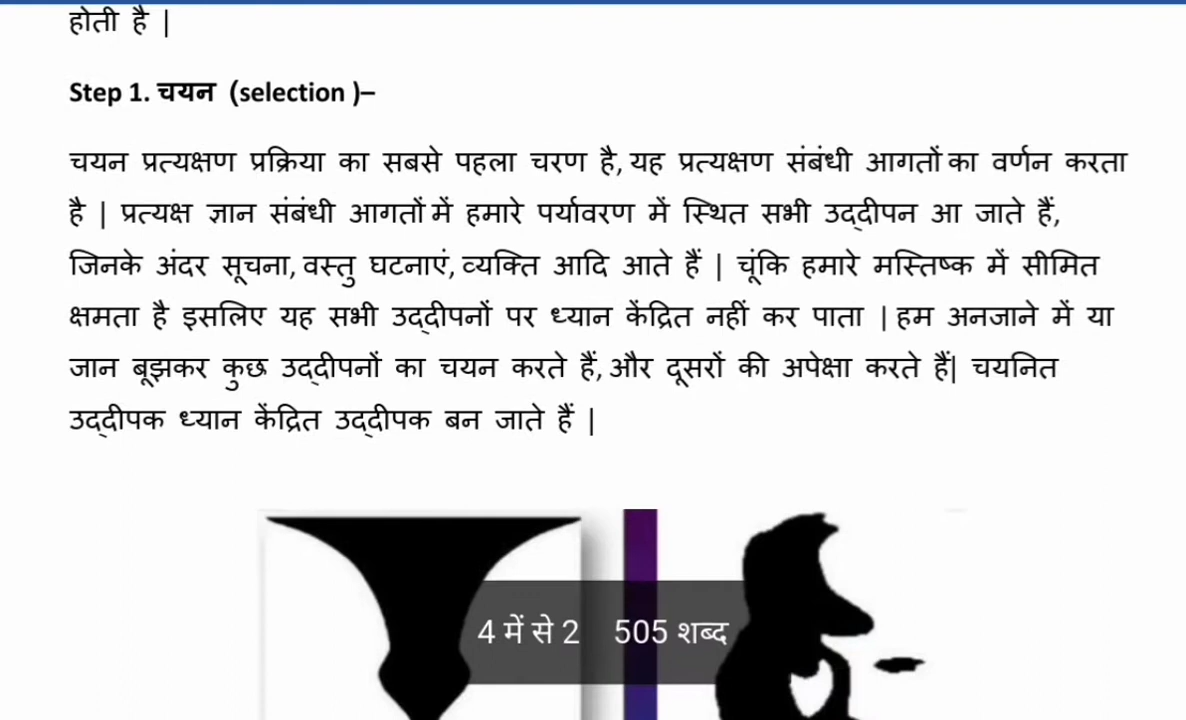 होती है |
Step 1. चयन (selection )–
चयन प्रत्यक्षण प्रक्रिया का सबसे पहला चरण है, यह प्रत्यक्षण संबंधी आगतों का वर्णन करता
है | प्रत्यक्ष ज्ञान संबंधी आगतों में हमारे पर्यावरण में स्थित सभी उद्दीपन आ जाते हैं,
जिनके अंदर सूचना, वस्तु घटनाएं, व्यक्ति आदि आते हैं | चूंकि हमारे मस्तिष्क में सीमित
क्षमता है इसलिए यह सभी उद्दीपनों पर ध्यान केंद्रित नहीं कर पाता | हम अनजाने में या
जान बूझकर कुछ उद्दीपनों का चयन करते हैं, और दूसरों की अपेक्षा करते हैं| चयनित
उद्दीपक ध्यान केंद्रित उद्दीपक बन जाते हैं |
4 में से 2 505 शब्द